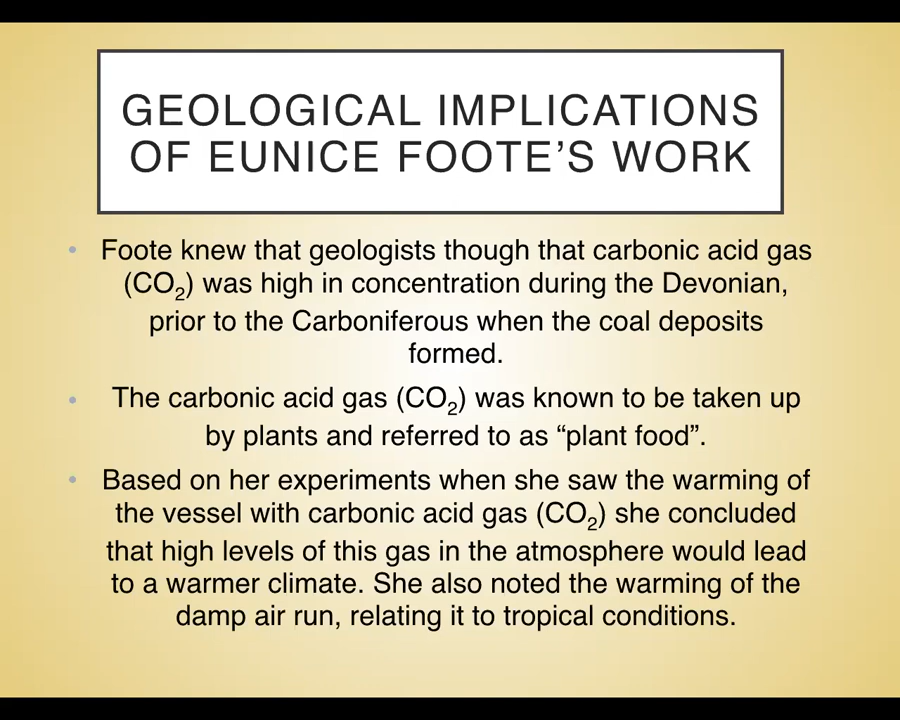 GEOLOGICAL IMPLICATIONS
OF EUNICE FOOTE’S WORK
• Foote knew that geologists though that carbonic acid gas
(CO₂) was high in concentration during the Devonian,
prior to the Carboniferous when the coal deposits
formed.
• The carbonic acid gas (CO₂) was known to be taken up
by plants and referred to as “plant food”.
• Based on her experiments when she saw the warming of
the vessel with carbonic acid gas (CO₂) she concluded
that high levels of this gas in the atmosphere would lead
to a warmer climate. She also noted the warming of the
damp air run, relating it to tropical conditions.